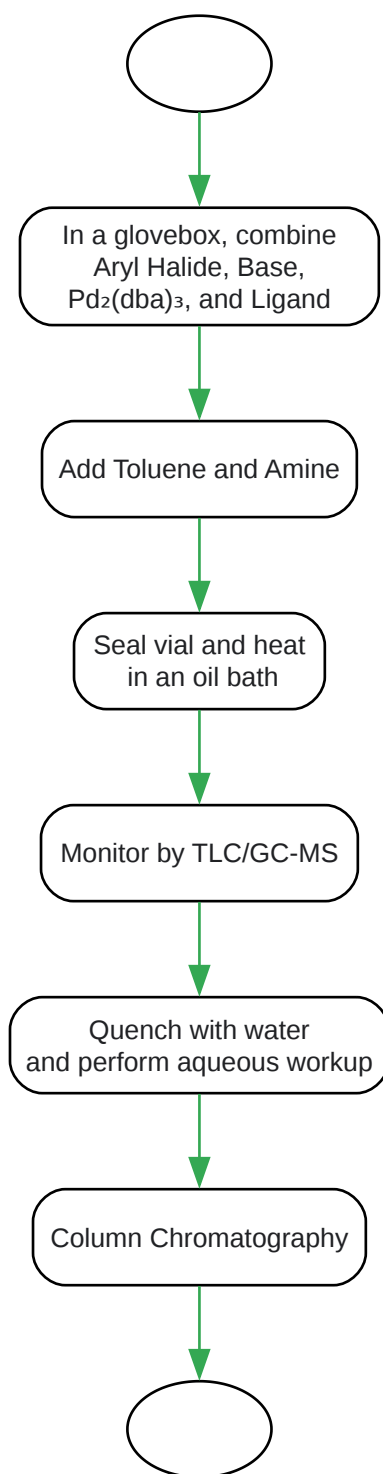 In a glovebox, combine
Aryl Halide, Base,
Pd₂(dba)₃, and Ligand
Add Toluene and Amine
Seal vial and heat
in an oil bath
Monitor by TLC/GC-MS
Quench with water
and perform aqueous workup
Column Chromatography